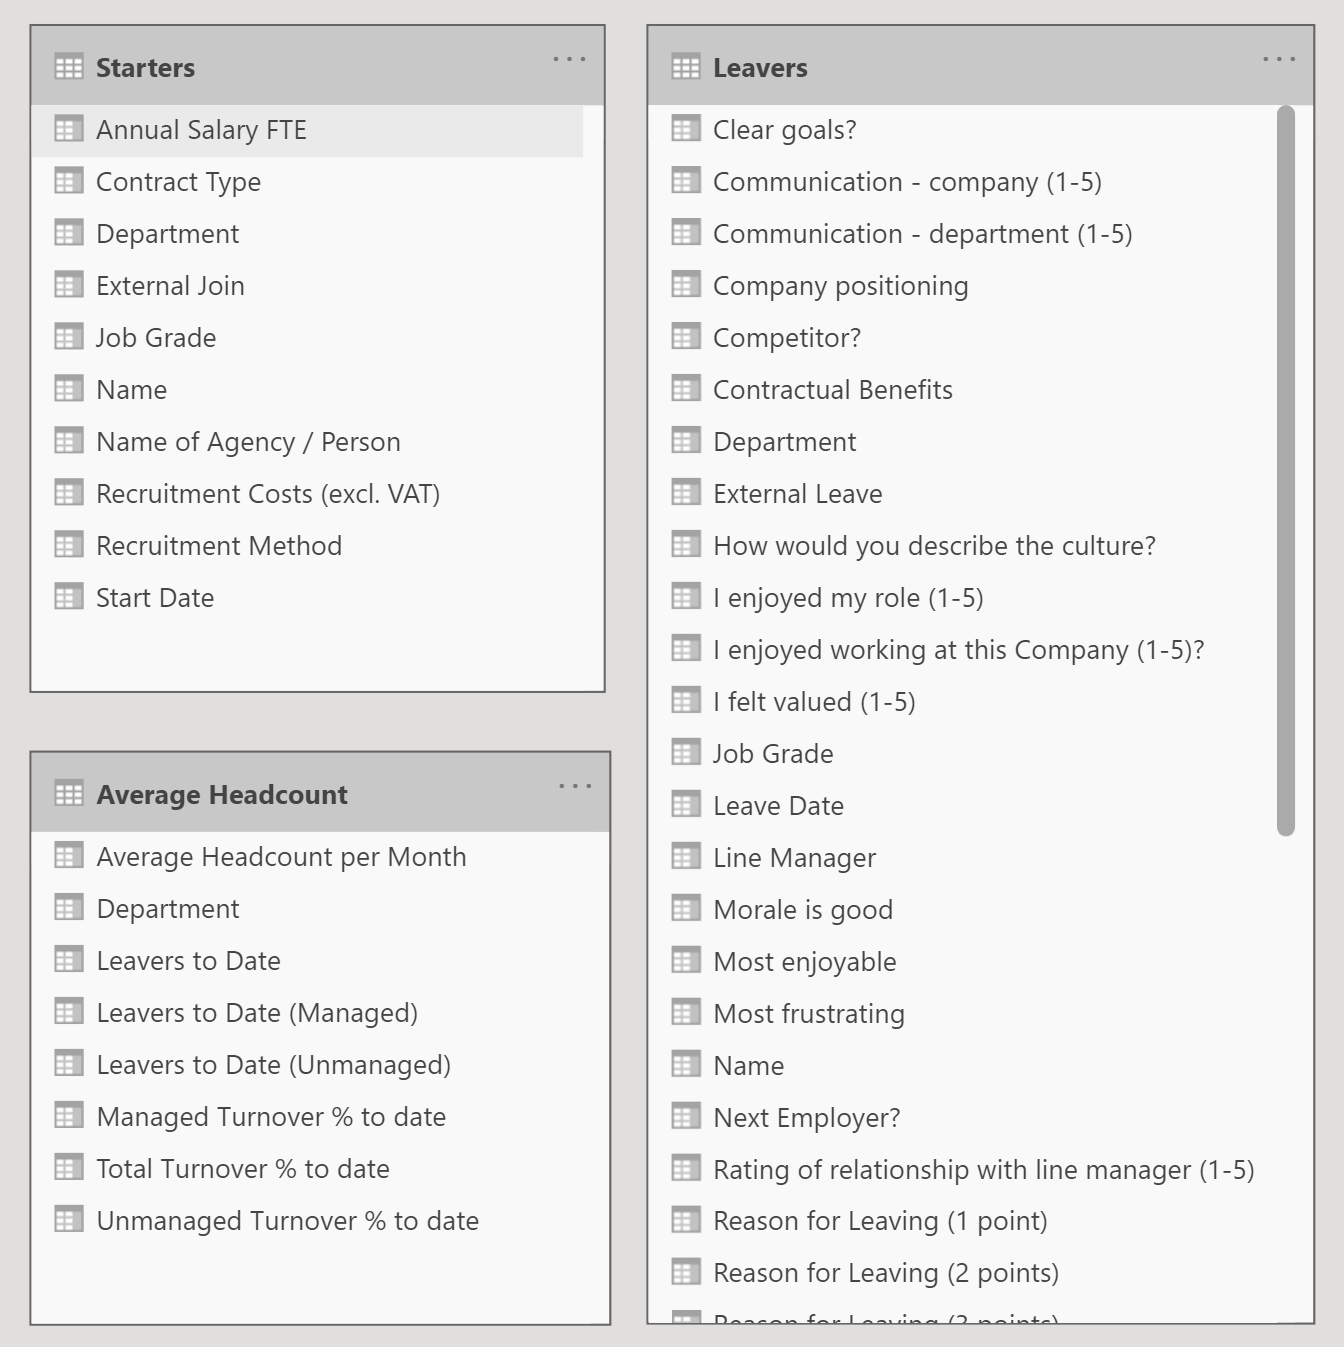 Starters
Annual Salary FTE
Contract Type
Department
External Join
Job Grade
Name
Name of Agency / Person
Recruitment Costs (excl. VAT)
Recruitment Method
Start Date
Average Headcount
Average Headcount per Month
Department
Leavers to Date
Leavers to Date (Managed)
Leavers to Date (Unmanaged)
Managed Turnover % to date
Total Turnover % to date
Unmanaged Turnover % to date
Leavers
Clear goals?
Communication - company (1-5)
Communication - department (1-5)
Company positioning
Competitor?
Contractual Benefits
Department
External Leave
How would you describe the culture?
I enjoyed my role (1-5)
I enjoyed working at this Company (1-5)?
I felt valued (1-5)
Job Grade
Leave Date
Line Manager
Morale is good
Most enjoyable
Most frustrating
Name
Next Employer?
Rating of relationship with line manager (1-5)
Reason for Leaving (1 point)
Reason for Leaving (2 points)
Reason for Leaving (3 points)